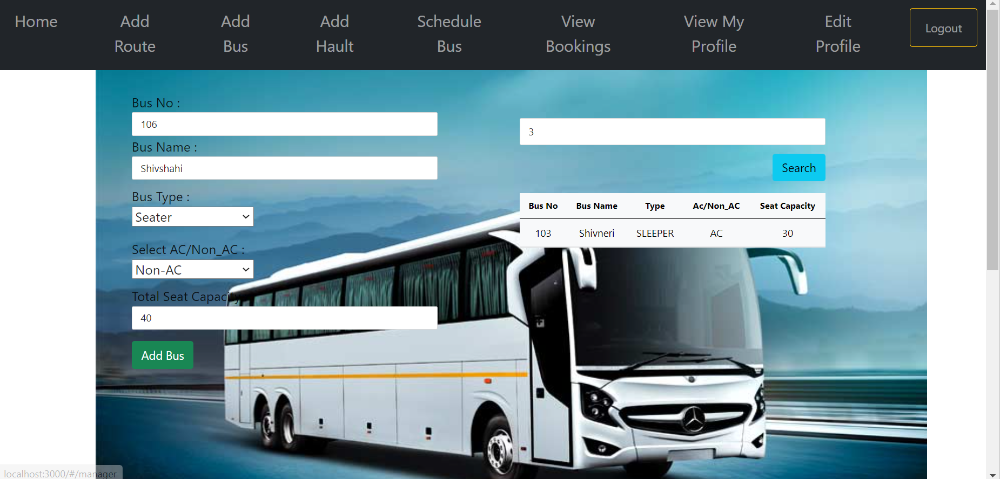 Home
Add Route
Add Bus
Add Hault
Schedule Bus
View Bookings
View My Profile
Edit Profile
Logout
Bus No :
106
Bus Name :
Shivshahi
Bus Type :
Seater
Select AC/Non_AC :
Non-AC
Total Seat Capacity
40
Add Bus
3
Search
Bus No Bus Name Type Ac/Non_AC Seat Capacity
103 Shivneri SLEEPER AC 30
localhost:3000/#/manager